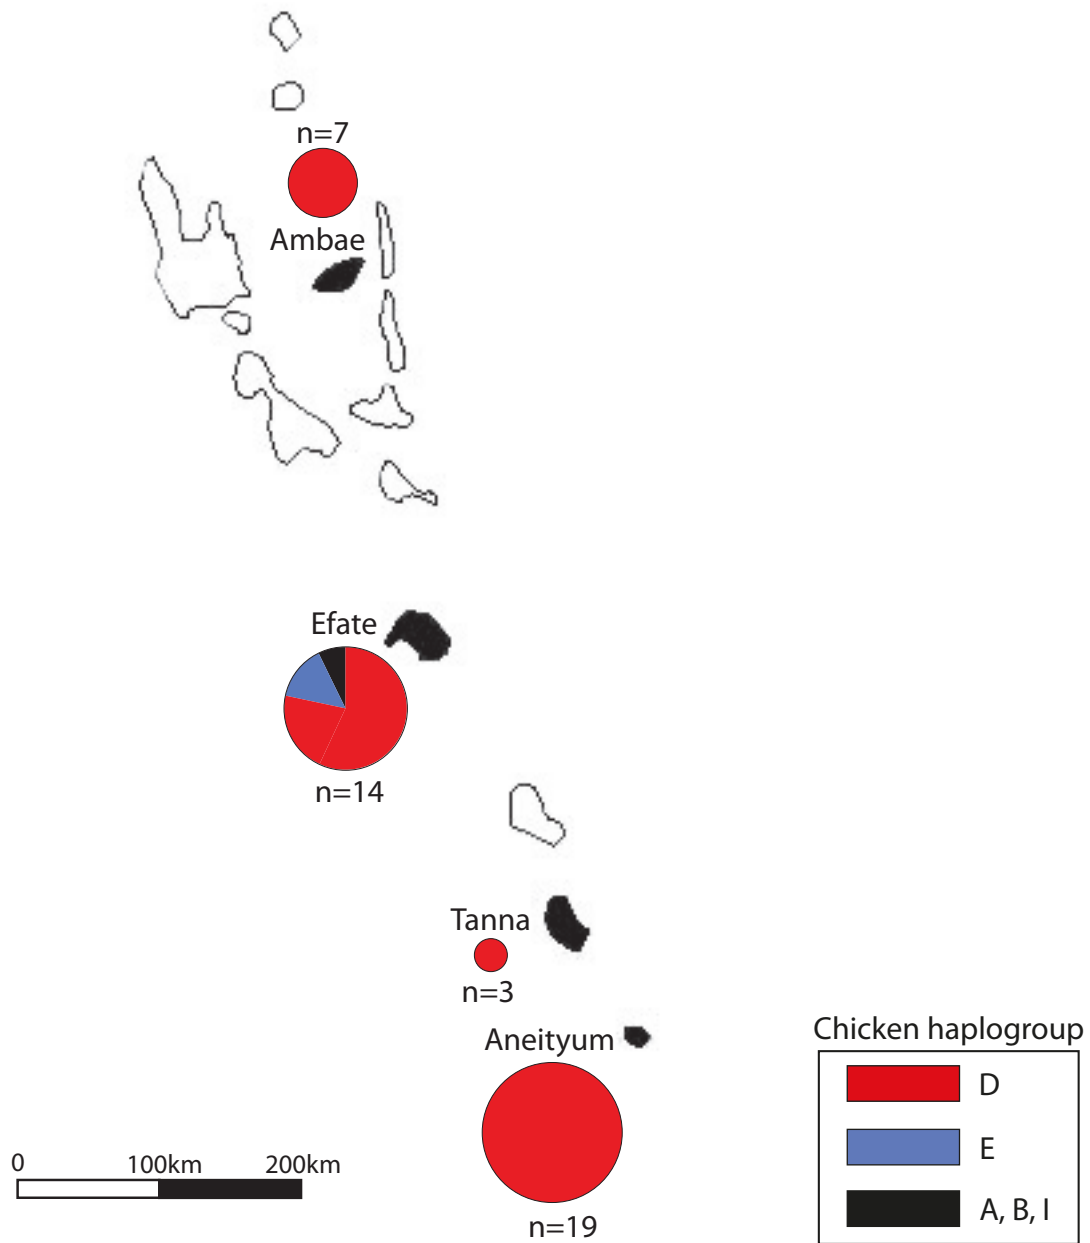 n=7
Ambae
Efate
n=14
Tanna
n=3
Aneityum
n=19
0 100km 200km
Chicken haplogroup
D
E
A, B, I